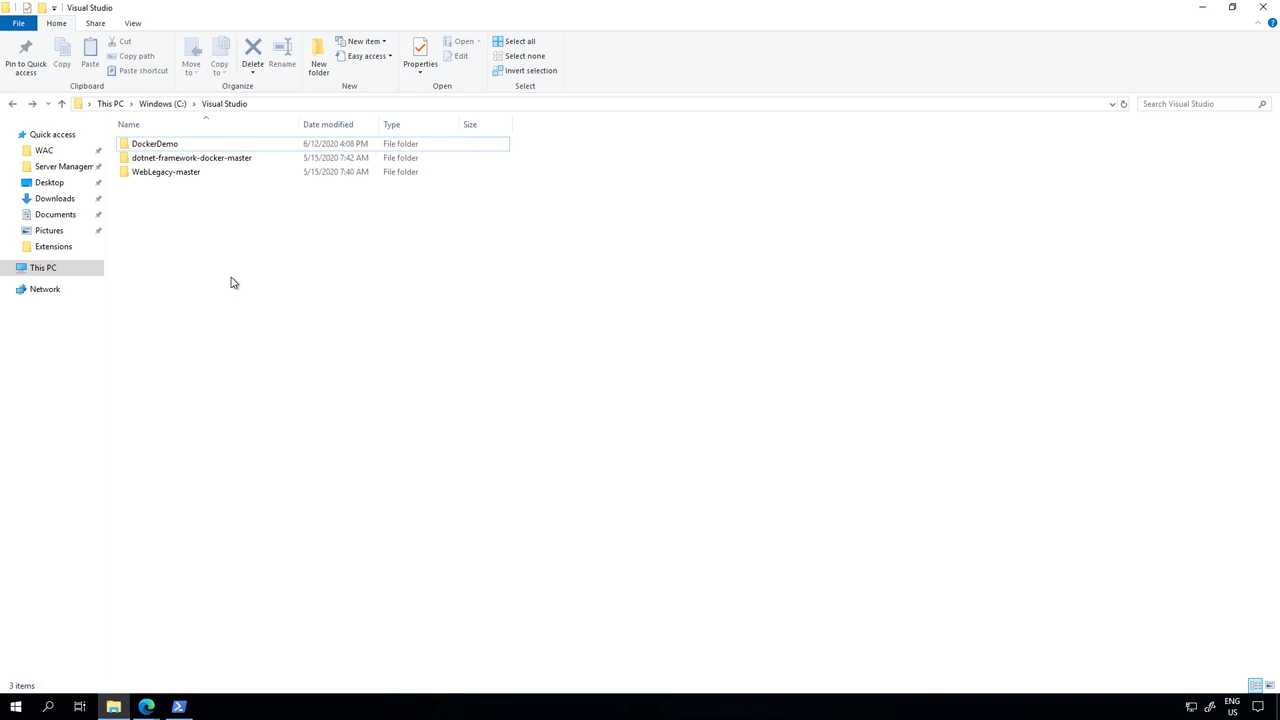 Visual Studio
File Home Share View
Pin to Quick access
Copy
Paste
Cut
Copy path
Paste shortcut
Clipboard
Move to
Copy to
Delete
Rename
Organize
New folder
New item
Easy access
New
Properties
Open
Edit
Open
Select all
Select none
Invert selection
Select
This PC > Windows (C:) > Visual Studio
Search Visual Studio
Name Date modified Type Size
DockerDemo 6/12/2020 4:08 PM File folder
dotnet-framework-docker-master 5/15/2020 7:42 AM File folder
WebLegacy-master 5/15/2020 7:40 AM File folder
Quick access
WAC
Server Managem
Desktop
Downloads
Documents
Pictures
Extensions
This PC
Network
3 items
ENG
US